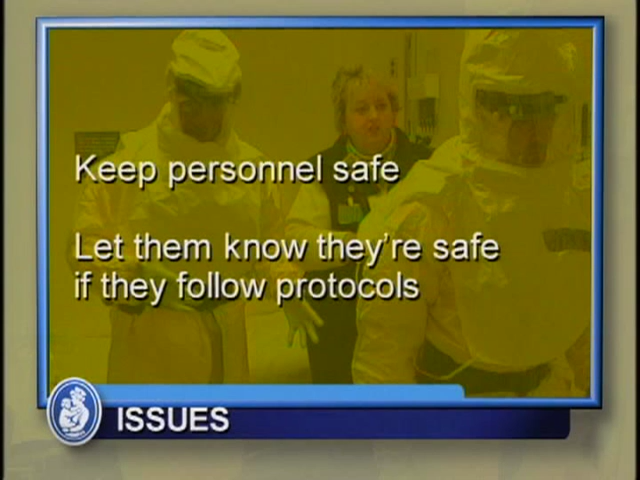 Keep personnel safe
Let them know they're safe
if they follow protocols
ISSUES